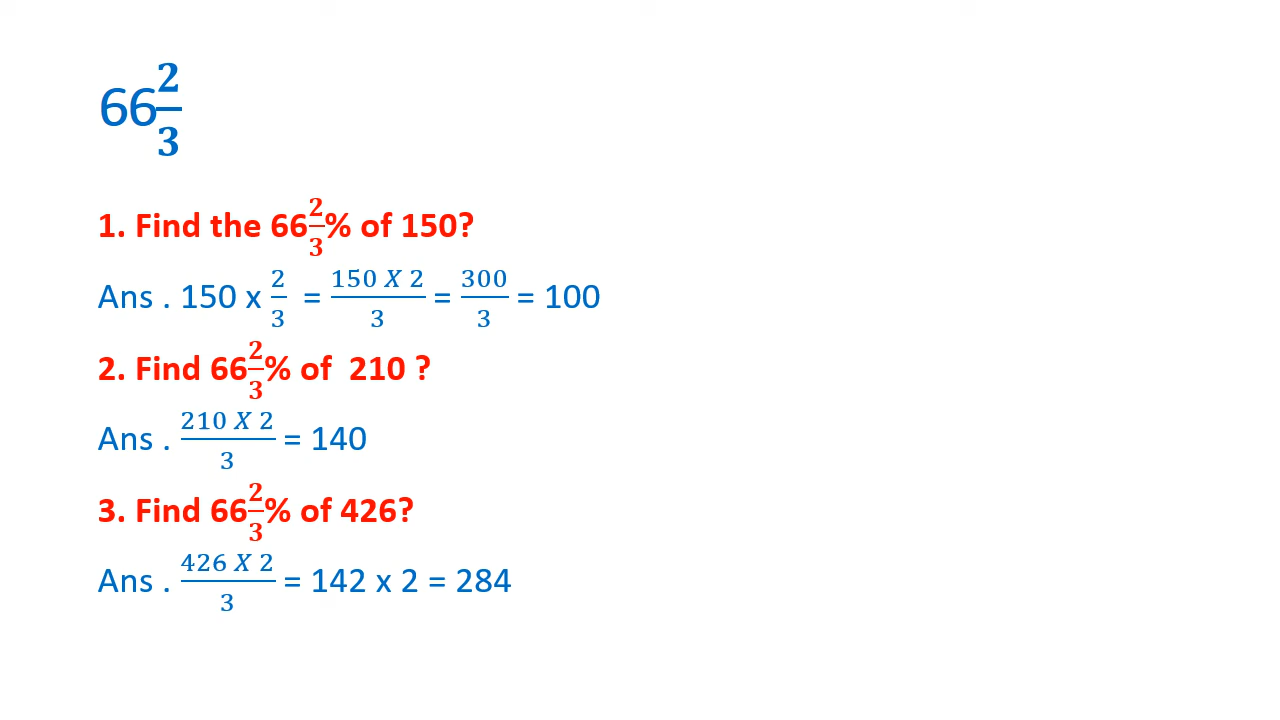 66 2/3
1. Find the 66 2/3% of 150?
Ans . 150 x 2/3 = (150 X 2)/3 = 300/3 = 100
2. Find 66 2/3% of 210 ?
Ans . (210 X 2)/3 = 140
3. Find 66 2/3% of 426?
Ans . (426 X 2)/3 = 142 x 2 = 284